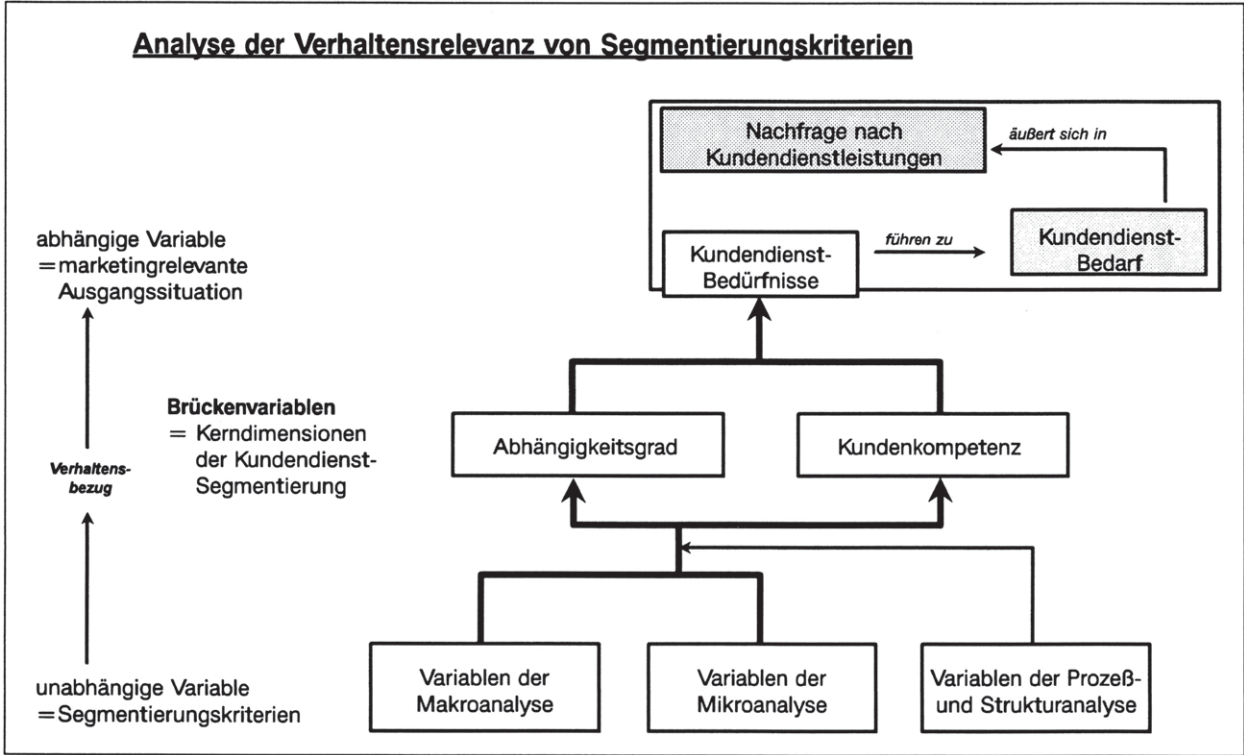 Analyse der Verhaltensrelevanz von Segmentierungskriterien
Nachfrage nach
Kundendienstleistungen
äußert sich in
Kundendienst-
Bedürfnisse
führen zu
Kundendienst-
Bedarf
abhängige Variable
= marketingrelevante
Ausgangssituation
Brückenvariablen
= Kerndimensionen
der Kundendienst-
Segmentierung
Verhaltens-
bezug
Abhängigkeitsgrad
Kundenkompetenz
unabhängige Variable
= Segmentierungskriterien
Variablen der
Makroanalyse
Variablen der
Mikroanalyse
Variablen der Prozeß-
und Strukturanalyse